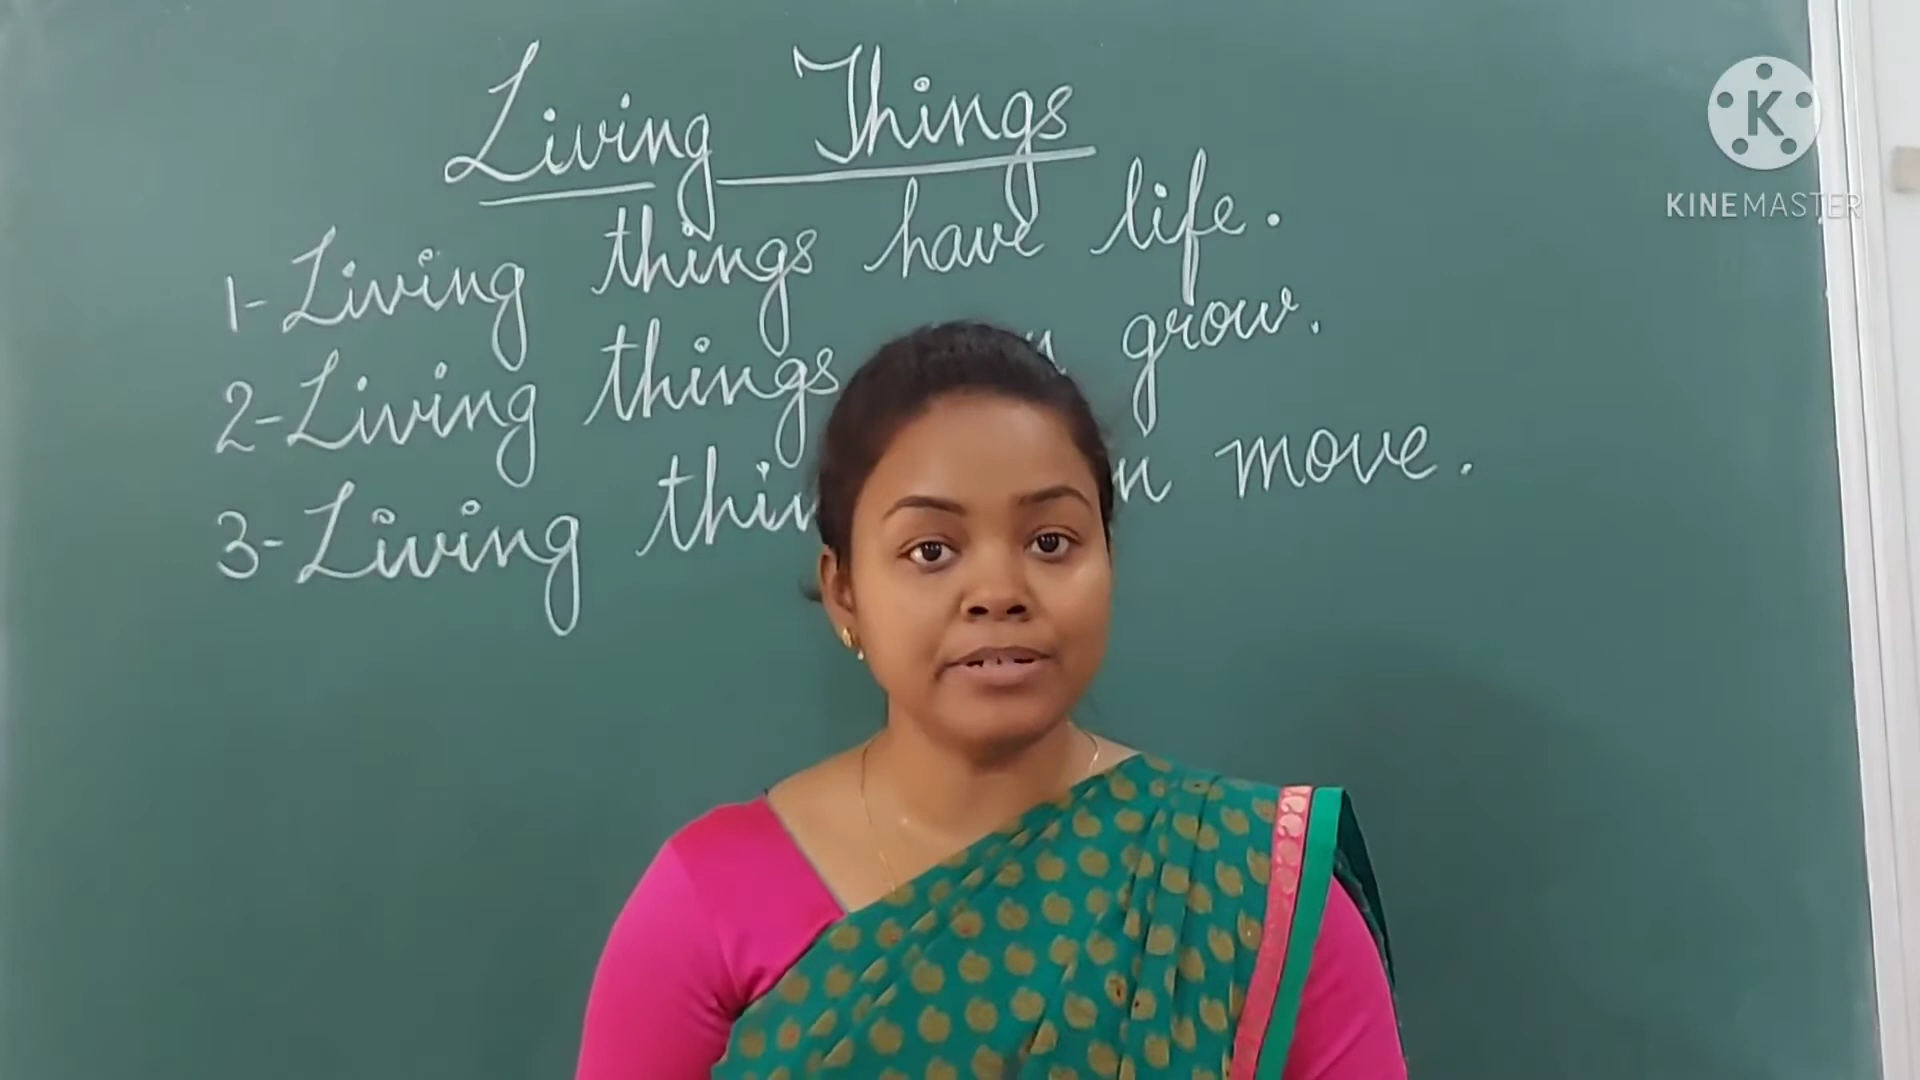 Living Things
1-Living things have life.
2-Living things grow.
3-Living move.
K
KINEMASTER